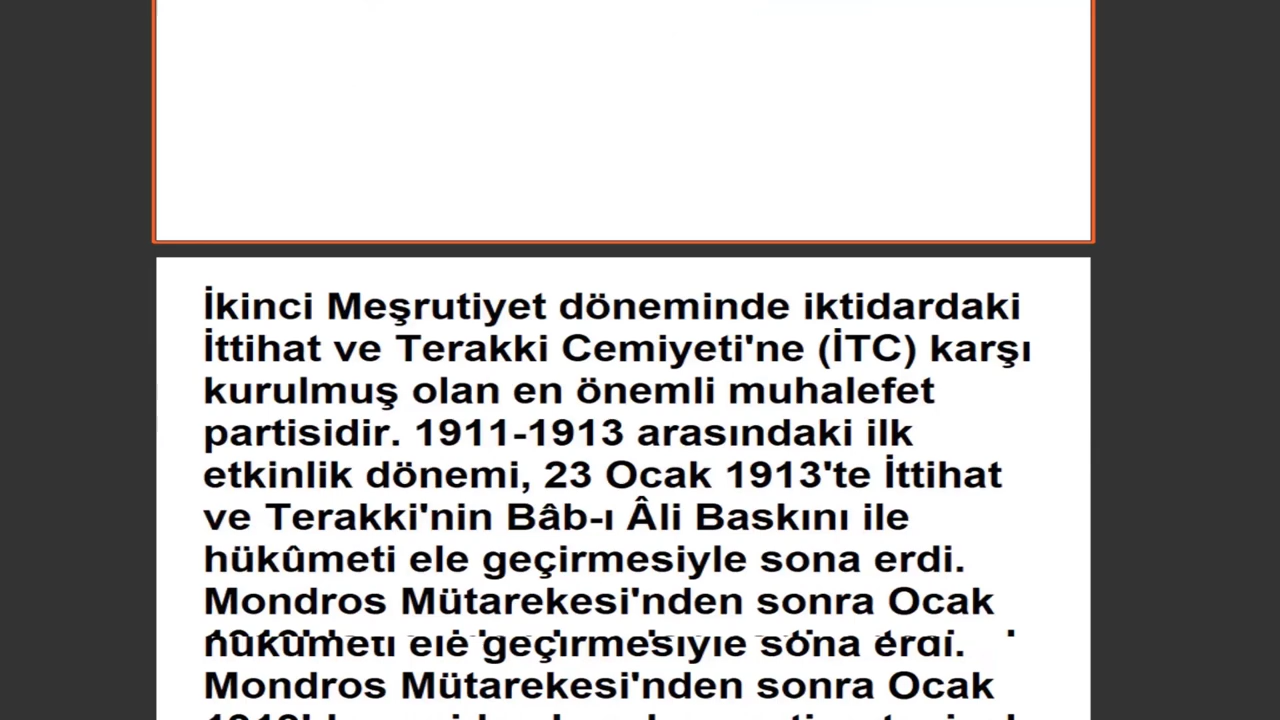 İkinci Meşrutiyet döneminde iktidardaki
İttihat ve Terakki Cemiyeti'ne (İTC) karşı
kurulmuş olan en önemli muhalefet
partisidir. 1911-1913 arasındaki ilk
etkinlik dönemi, 23 Ocak 1913'te İttihat
ve Terakki'nin Bâb-ı Âli Baskını ile
hükûmeti ele geçirmesiyle sona erdi.
Mondros Mütarekesi'nden sonra Ocak
hükûmeti ele geçirmesiyle sona erdi.
Mondros Mütarekesi'nden sonra Ocak